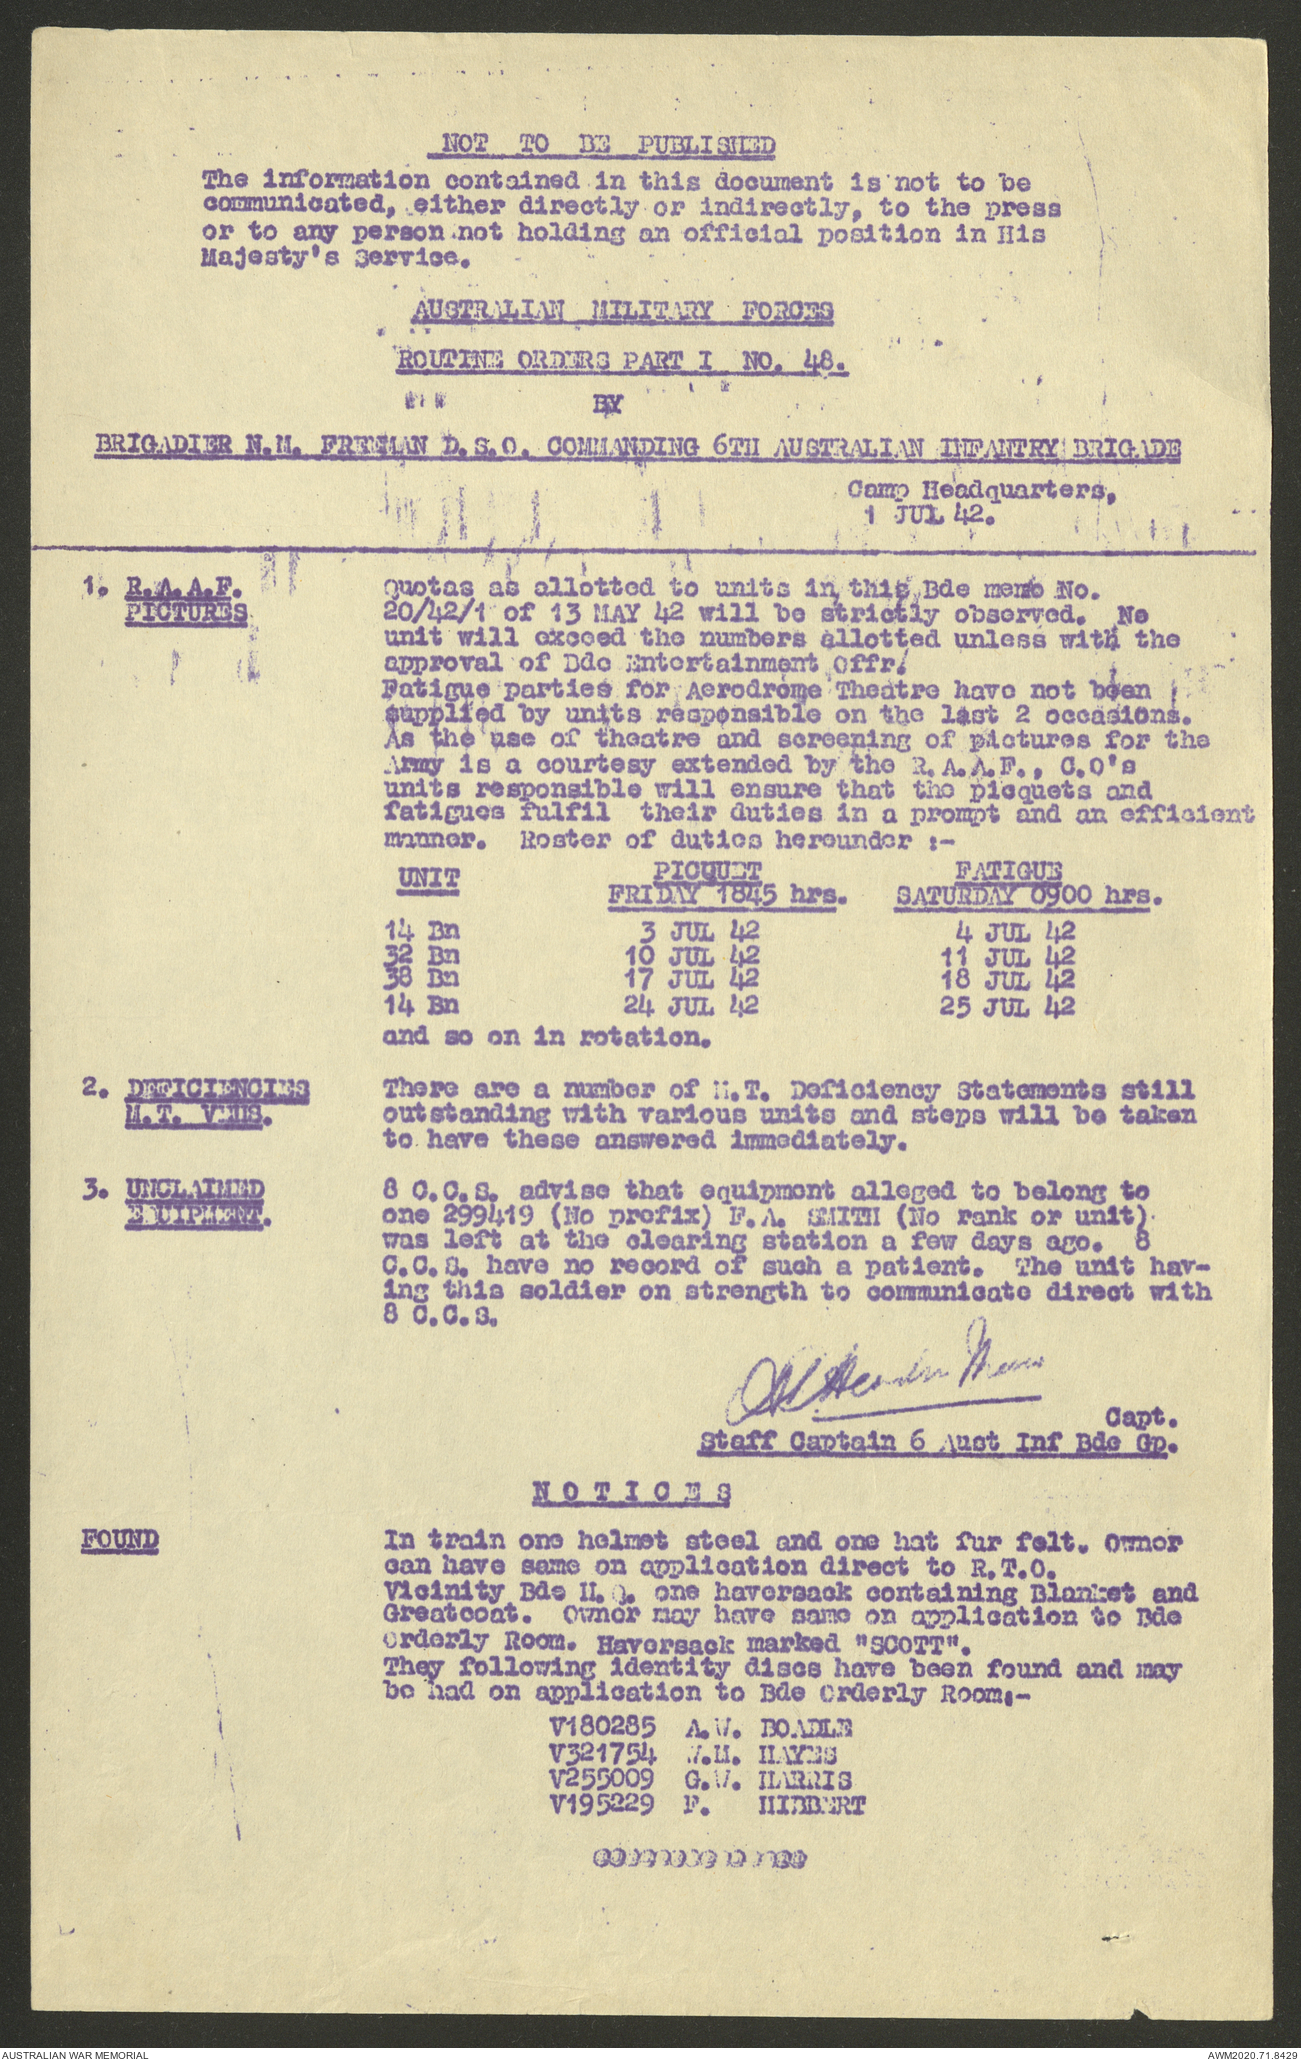 NOT TO BE PUBLISHED
The information contained in this document is not to be
communicated, either directly or indirectly, to the press
or to any person not holding an official position in His
Majesty's Service.
AUSTRALIAN MILITARY FORCES
ROUTINE ORDERS PART I NO. 48.
BY
BRIGADIER N.M. FREEMAN D.S.O. COMMANDING 6TH AUSTRALIAN INFANTRY BRIGADE
Camp Headquarters,
1 JUL 42.
1. R.A.A.F. Quotas as allotted to units in this Bde memo No.
PICTURES 20/42/1 of 13 MAY 42 will be strictly observed. No
unit will exceed the numbers allotted unless with the
approval of Bde Entertainment Offr.
Fatigue parties for Aerodrome Theatre have not been
supplied by units responsible on the last 2 occasions.
As the use of theatre and screening of pictures for the
Army is a courtesy extended by the R.A.A.F., C.O's
units responsible will ensure that the picquets and
fatigues fulfil their duties in a prompt and an efficient
manner. Roster of duties hereunder :-
UNIT PICQUET FATIGUE
FRIDAY 1845 hrs. SATURDAY 0900 hrs.
14 Bn 3 JUL 42 4 JUL 42
32 Bn 10 JUL 42 11 JUL 42
38 Bn 17 JUL 42 18 JUL 42
14 Bn 24 JUL 42 25 JUL 42
and so on in rotation.
2. DEFICIENCIES There are a number of M.T. Deficiency Statements still
M.T. VEHS. outstanding with various units and steps will be taken
to have these answered immediately.
3. UNCLAIMED 8 C.C.S. advise that equipment alleged to belong to
EQUIPMENT. one 299419 (No prefix) F.A. SMITH (No rank or unit)
was left at the clearing station a few days ago. 8
C.C.S. have no record of such a patient. The unit hav-
ing this soldier on strength to communicate direct with
8 C.C.S.
Capt.
Staff Captain 6 Aust Inf Bde Gp.
NOTICES
FOUND In train one helmet steel and one hat fur felt. Owner
can have same on application direct to R.T.O.
Vicinity Bde H.Q. one haversack containing Blanket and
Greatcoat. Owner may have same on application to Bde
Orderly Room. Haversack marked "SCOTT".
They following identity discs have been found and may
be had on application to Bde Orderly Room:-
V180285 A.W. BOADLE
V321754 W.H. HAYES
V255009 G.W. HARRIS
V195229 F. HIBBERT
AUSTRALIAN WAR MEMORIAL
AWM2020.71.8429